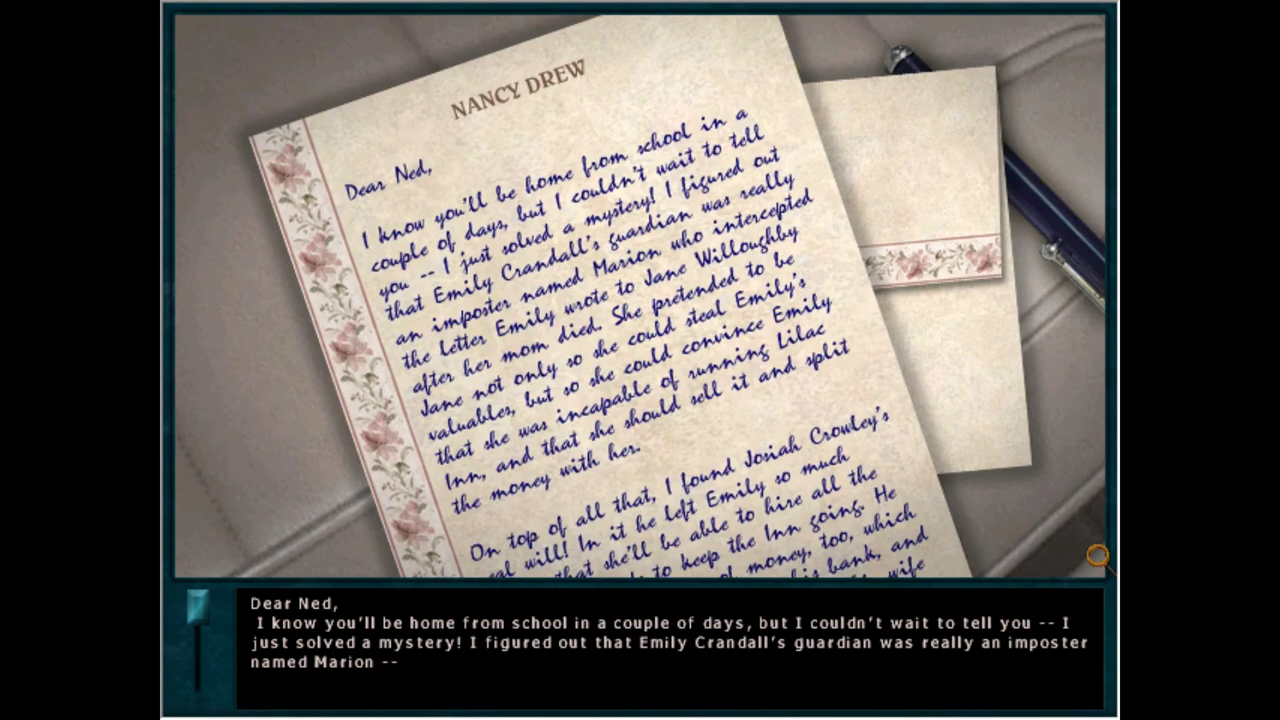 NANCY DREW
Dear Ned,
I know you'll be home from school in a
couple of days, but I couldn't wait to tell
you -- I just solved a mystery! I figured out
that Emily Crandall's guardian was really
an imposter named Marion who intercepted
the letter Emily wrote to Jane Willoughby
after her mom died. She pretended to be
Jane not only so she could steal Emily's
valuables, but so she could convince Emily
that she was incapable of running Lilac
Inn, and that she should sell it and split
the money with her.
On top of all that, I found Josiah Crowley's
will! In it he left Emily so much
that she'll be able to hire all the
to keep the Inn going. He
of money, too, which
his bank, and
wife
Dear Ned,
I know you'll be home from school in a couple of days, but I couldn't wait to tell you -- I
just solved a mystery! I figured out that Emily Crandall's guardian was really an imposter
named Marion --